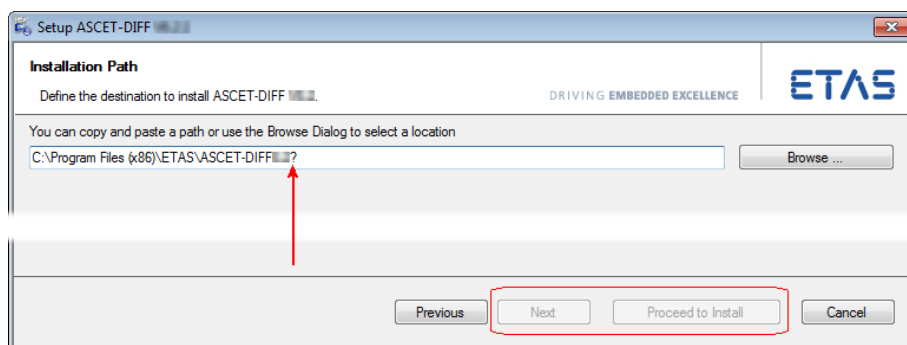 Setup ASCET-DIFF
Installation Path
Define the destination to install ASCET-DIFF
DRIVING EMBEDDED EXCELLENCE
ETAS
You can copy and paste a path or use the Browse Dialog to select a location
C:\Program Files (x86)\ETAS\ASCET-DIFF ?
Browse ...
Previous
Next
Proceed to Install
Cancel